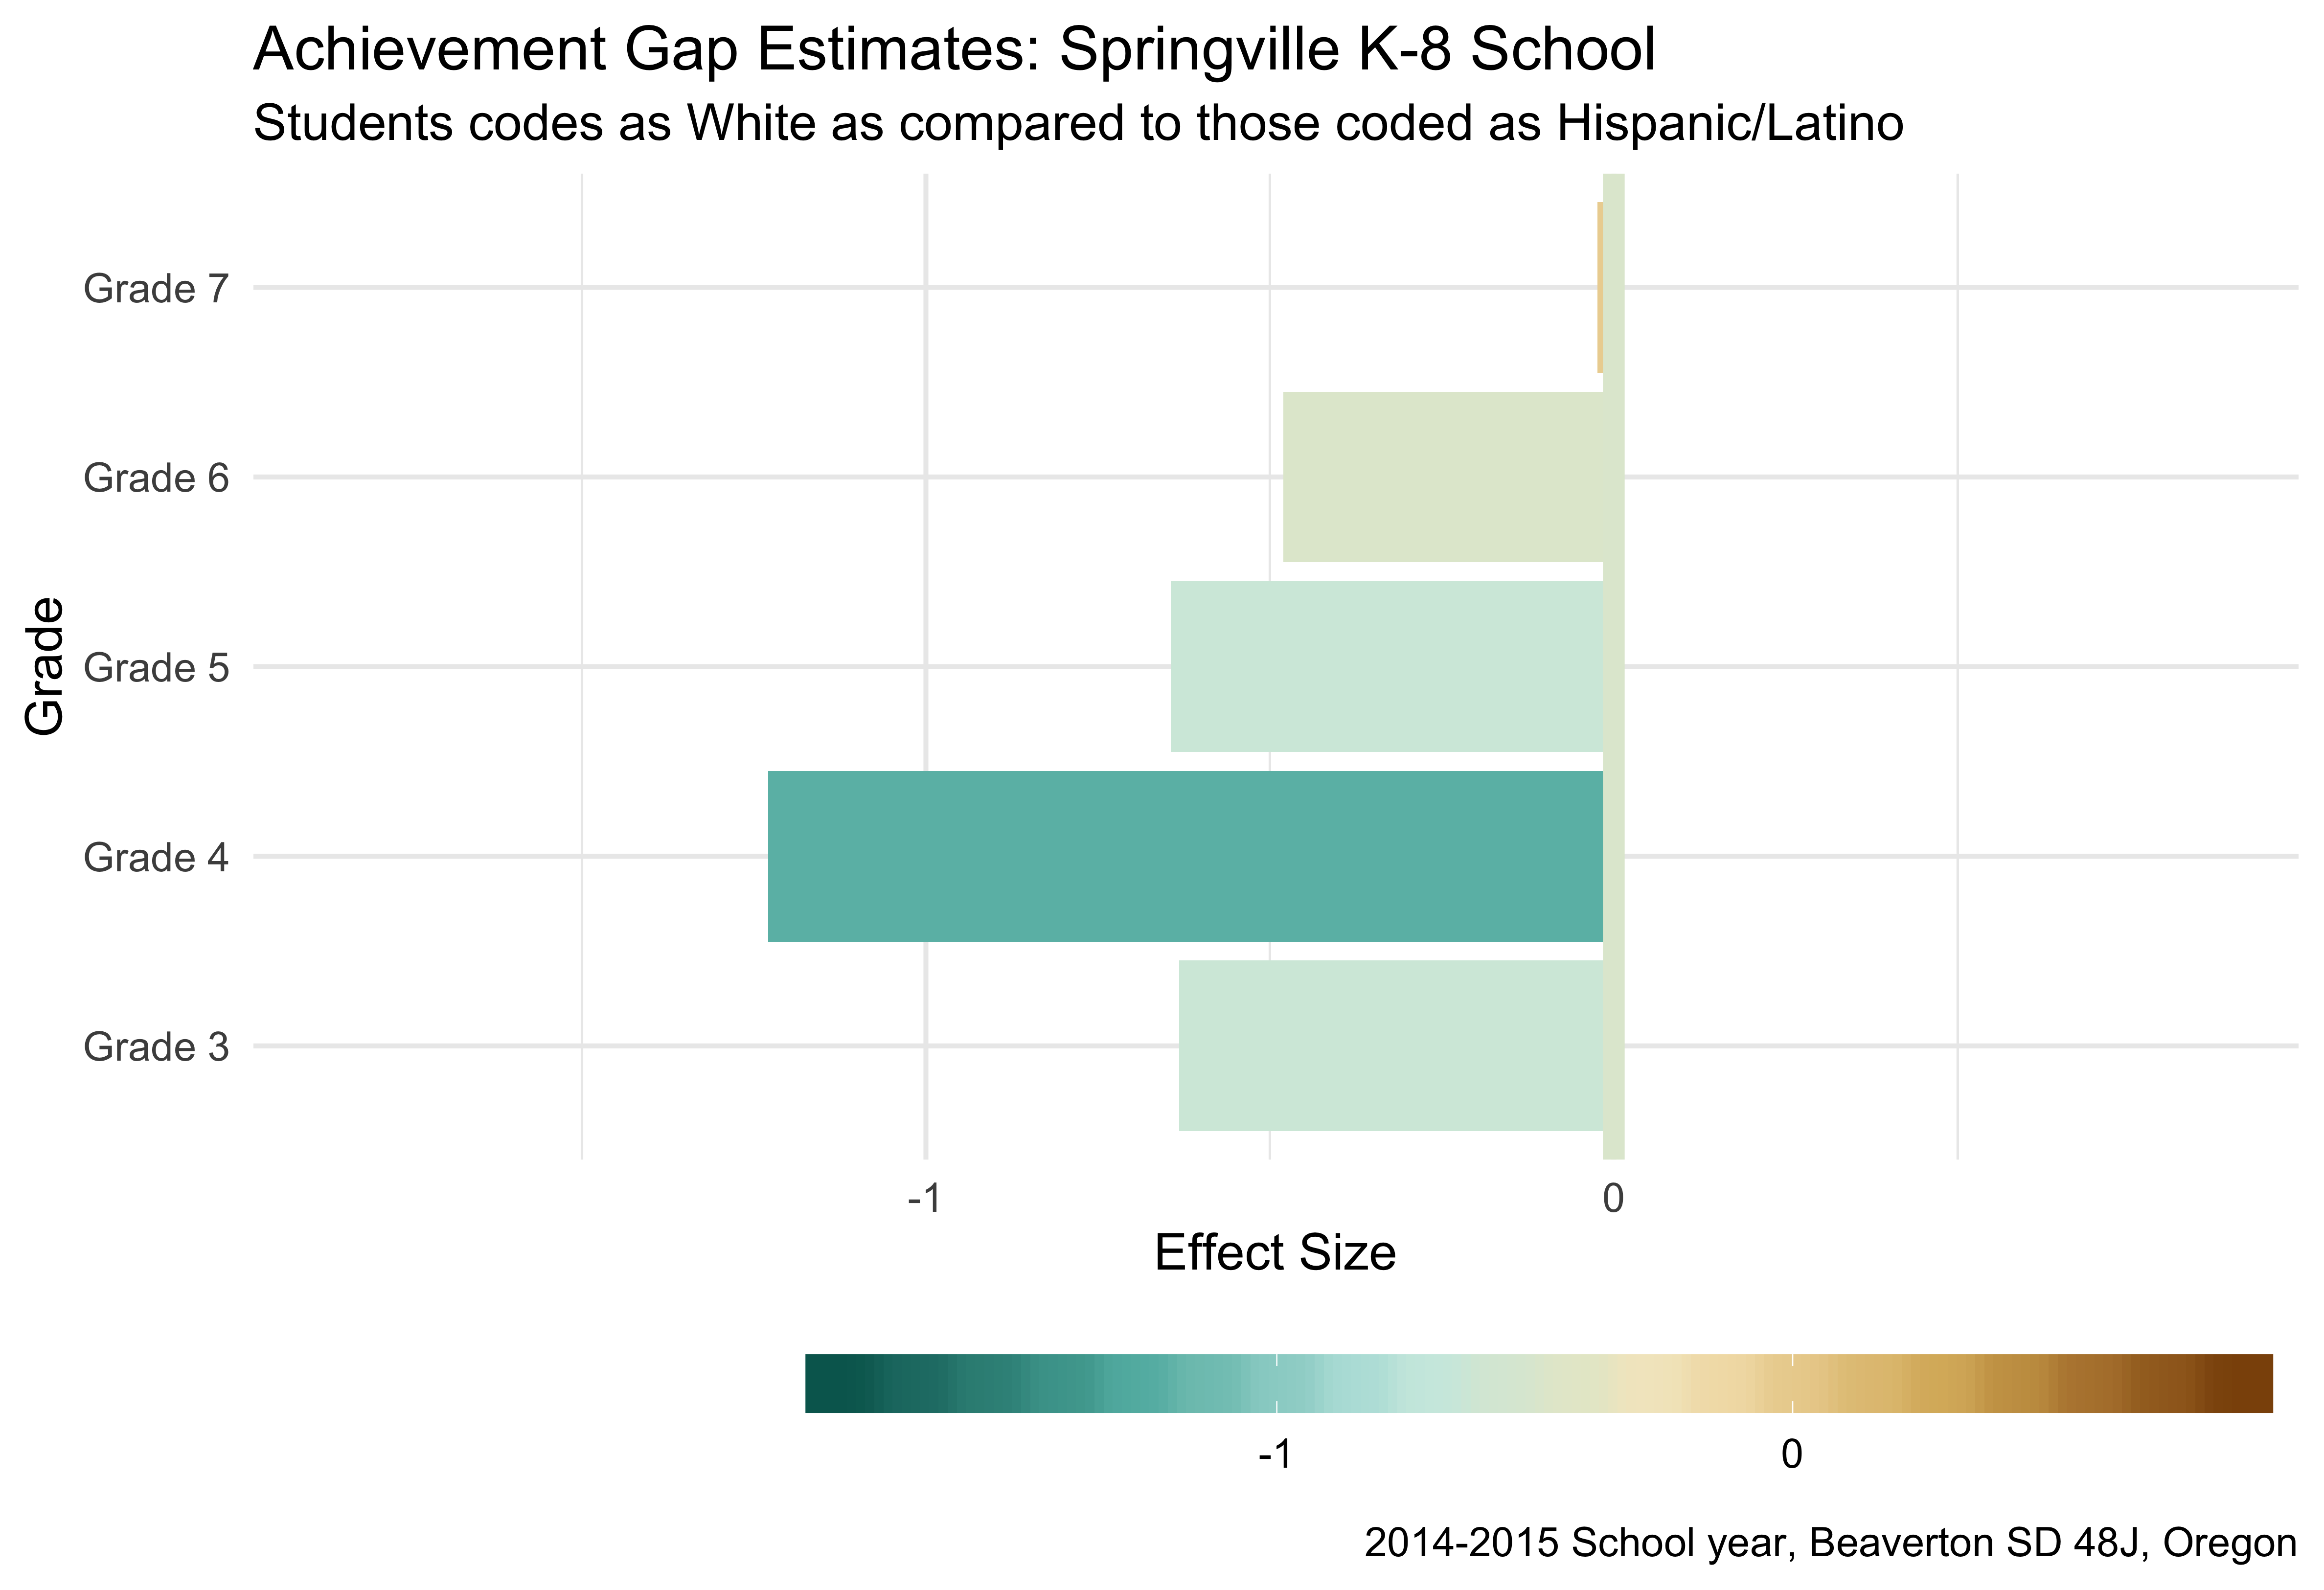 Achievement Gap Estimates: Springville K-8 School
Students codes as White as compared to those coded as Hispanic/Latino
Grade 7
Grade 6
Grade 5
Grade 4
Grade 3
Grade
-1 0
Effect Size
-1 0
2014-2015 School year, Beaverton SD 48J, Oregon